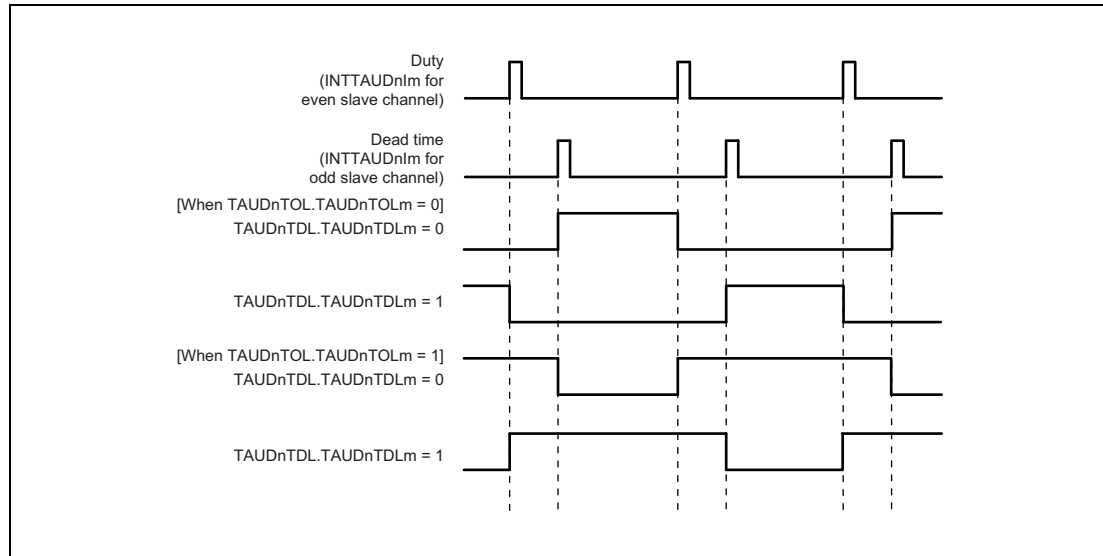 Duty
(INTTAUDnIm for
even slave channel)
Dead time
(INTTAUDnIm for
odd slave channel)
[When TAUDnTOL.TAUDnTOLm = 0]
TAUDnTDL.TAUDnTDLm = 0
TAUDnTDL.TAUDnTDLm = 1
[When TAUDnTOL.TAUDnTOLm = 1]
TAUDnTDL.TAUDnTDLm = 0
TAUDnTDL.TAUDnTDLm = 1